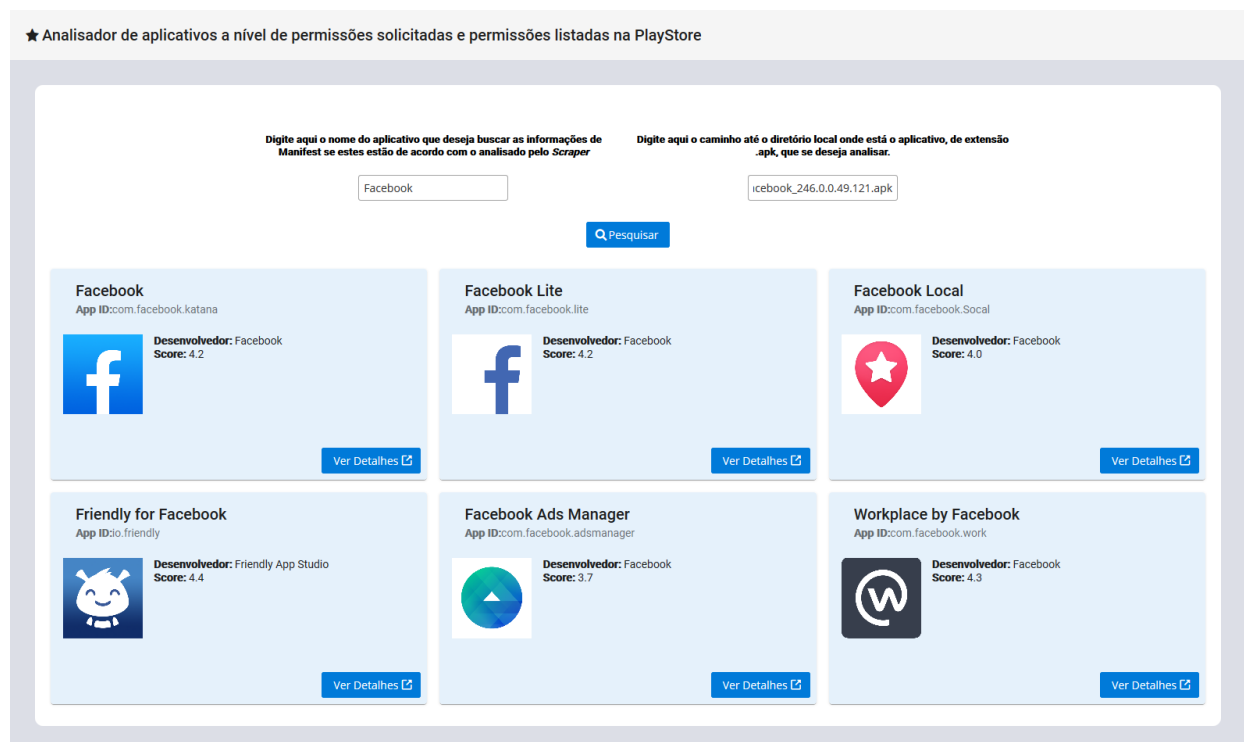 Analisador de aplicativos a nível de permissões solicitadas e permissões listadas na PlayStore
Digite aqui o nome do aplicativo que deseja buscar as informações de
Manifest se estes estão de acordo com o analisado pelo Scraper
Digite aqui o caminho até o diretório local onde está o aplicativo, de extensão
.apk, que se deseja analisar.
Facebook
cebook_246.0.0.49.121.apk
Pesquisar
Facebook
App ID:com.facebook.katana
Desenvolvedor: Facebook
Score: 4.2
Ver Detalhes
Facebook Lite
App ID:com.facebook.lite
Desenvolvedor: Facebook
Score: 4.2
Ver Detalhes
Facebook Local
App ID:com.facebook.Socal
Desenvolvedor: Facebook
Score: 4.0
Ver Detalhes
Friendly for Facebook
App ID:io.friendly
Desenvolvedor: Friendly App Studio
Score: 4.4
Ver Detalhes
Facebook Ads Manager
App ID:com.facebook.adsmanager
Desenvolvedor: Facebook
Score: 3.7
Ver Detalhes
Workplace by Facebook
App ID:com.facebook.work
Desenvolvedor: Facebook
Score: 4.3
Ver Detalhes